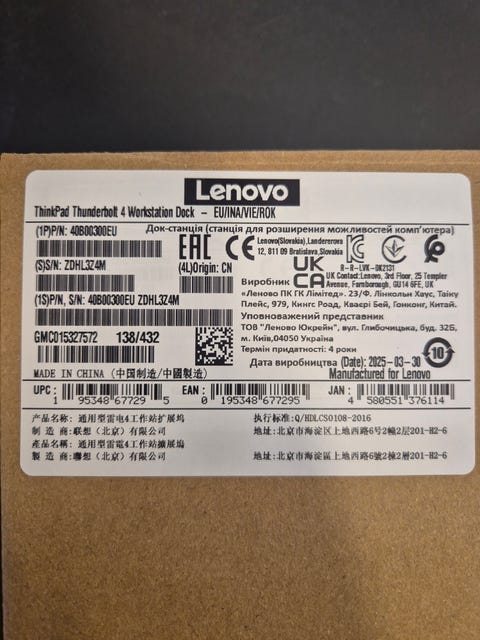 Lenovo
ThinkPad Thunderbolt 4 Workstation Dock - EU/INA/VIE/ROK
(1P)P/N: 40B00300EU
Док-станція (станція для розширення можливостей комп'ютера)
EAC CE
Lenovo(Slovakia), Landererova
12, 811 09 Bratislava,Slovakia
R-R-LVK-DK2131
(S)S/N: ZDHL3Z4M
(4L)Origin: CN
UK CA
UK Contact:Lenovo, 3rd Floor, 25 Templer
Avenue, Farnborough, GU14 6FE, UK
Виробник
«Леново ПК ГК Лімітед». 23/Ф. Лінкольн Хаус, Таіку
Плейс, 979, Кингс Роад, Кваєрі Бей, Гонконг, Китай.
(1S)P/N, S/N: 40B00300EU ZDHL3Z4M
Уповноважений представник
ТОВ "Леново Юкрейн", вул. Глибочицька, буд. 32Б,
м. Київ,04050 Україна
GMC015327572 138/432
Термін придатності: 4 роки
Дата виробництва (Date): 2025-03-30
10
MADE IN CHINA (中国制造/中國製造)
Manufactured for Lenovo
UPC : 1 95348 67729 5
EAN : 0 195348 677295
JAN : 4 580551 376114
产品名称: 通用型雷电4工作站扩展坞
执行标准:Q/HDLCS0108-2016
制 造 商: 联想（北京）有限公司
地址:北京市海淀区上地西路6号2幢2层201-H2-6
產品名稱: 通用型雷電4工作站擴展塢
製 造 商: 聯想（北京）有限公司
地址:北京市海淀區上地西路6號2幢2層201-H2-6